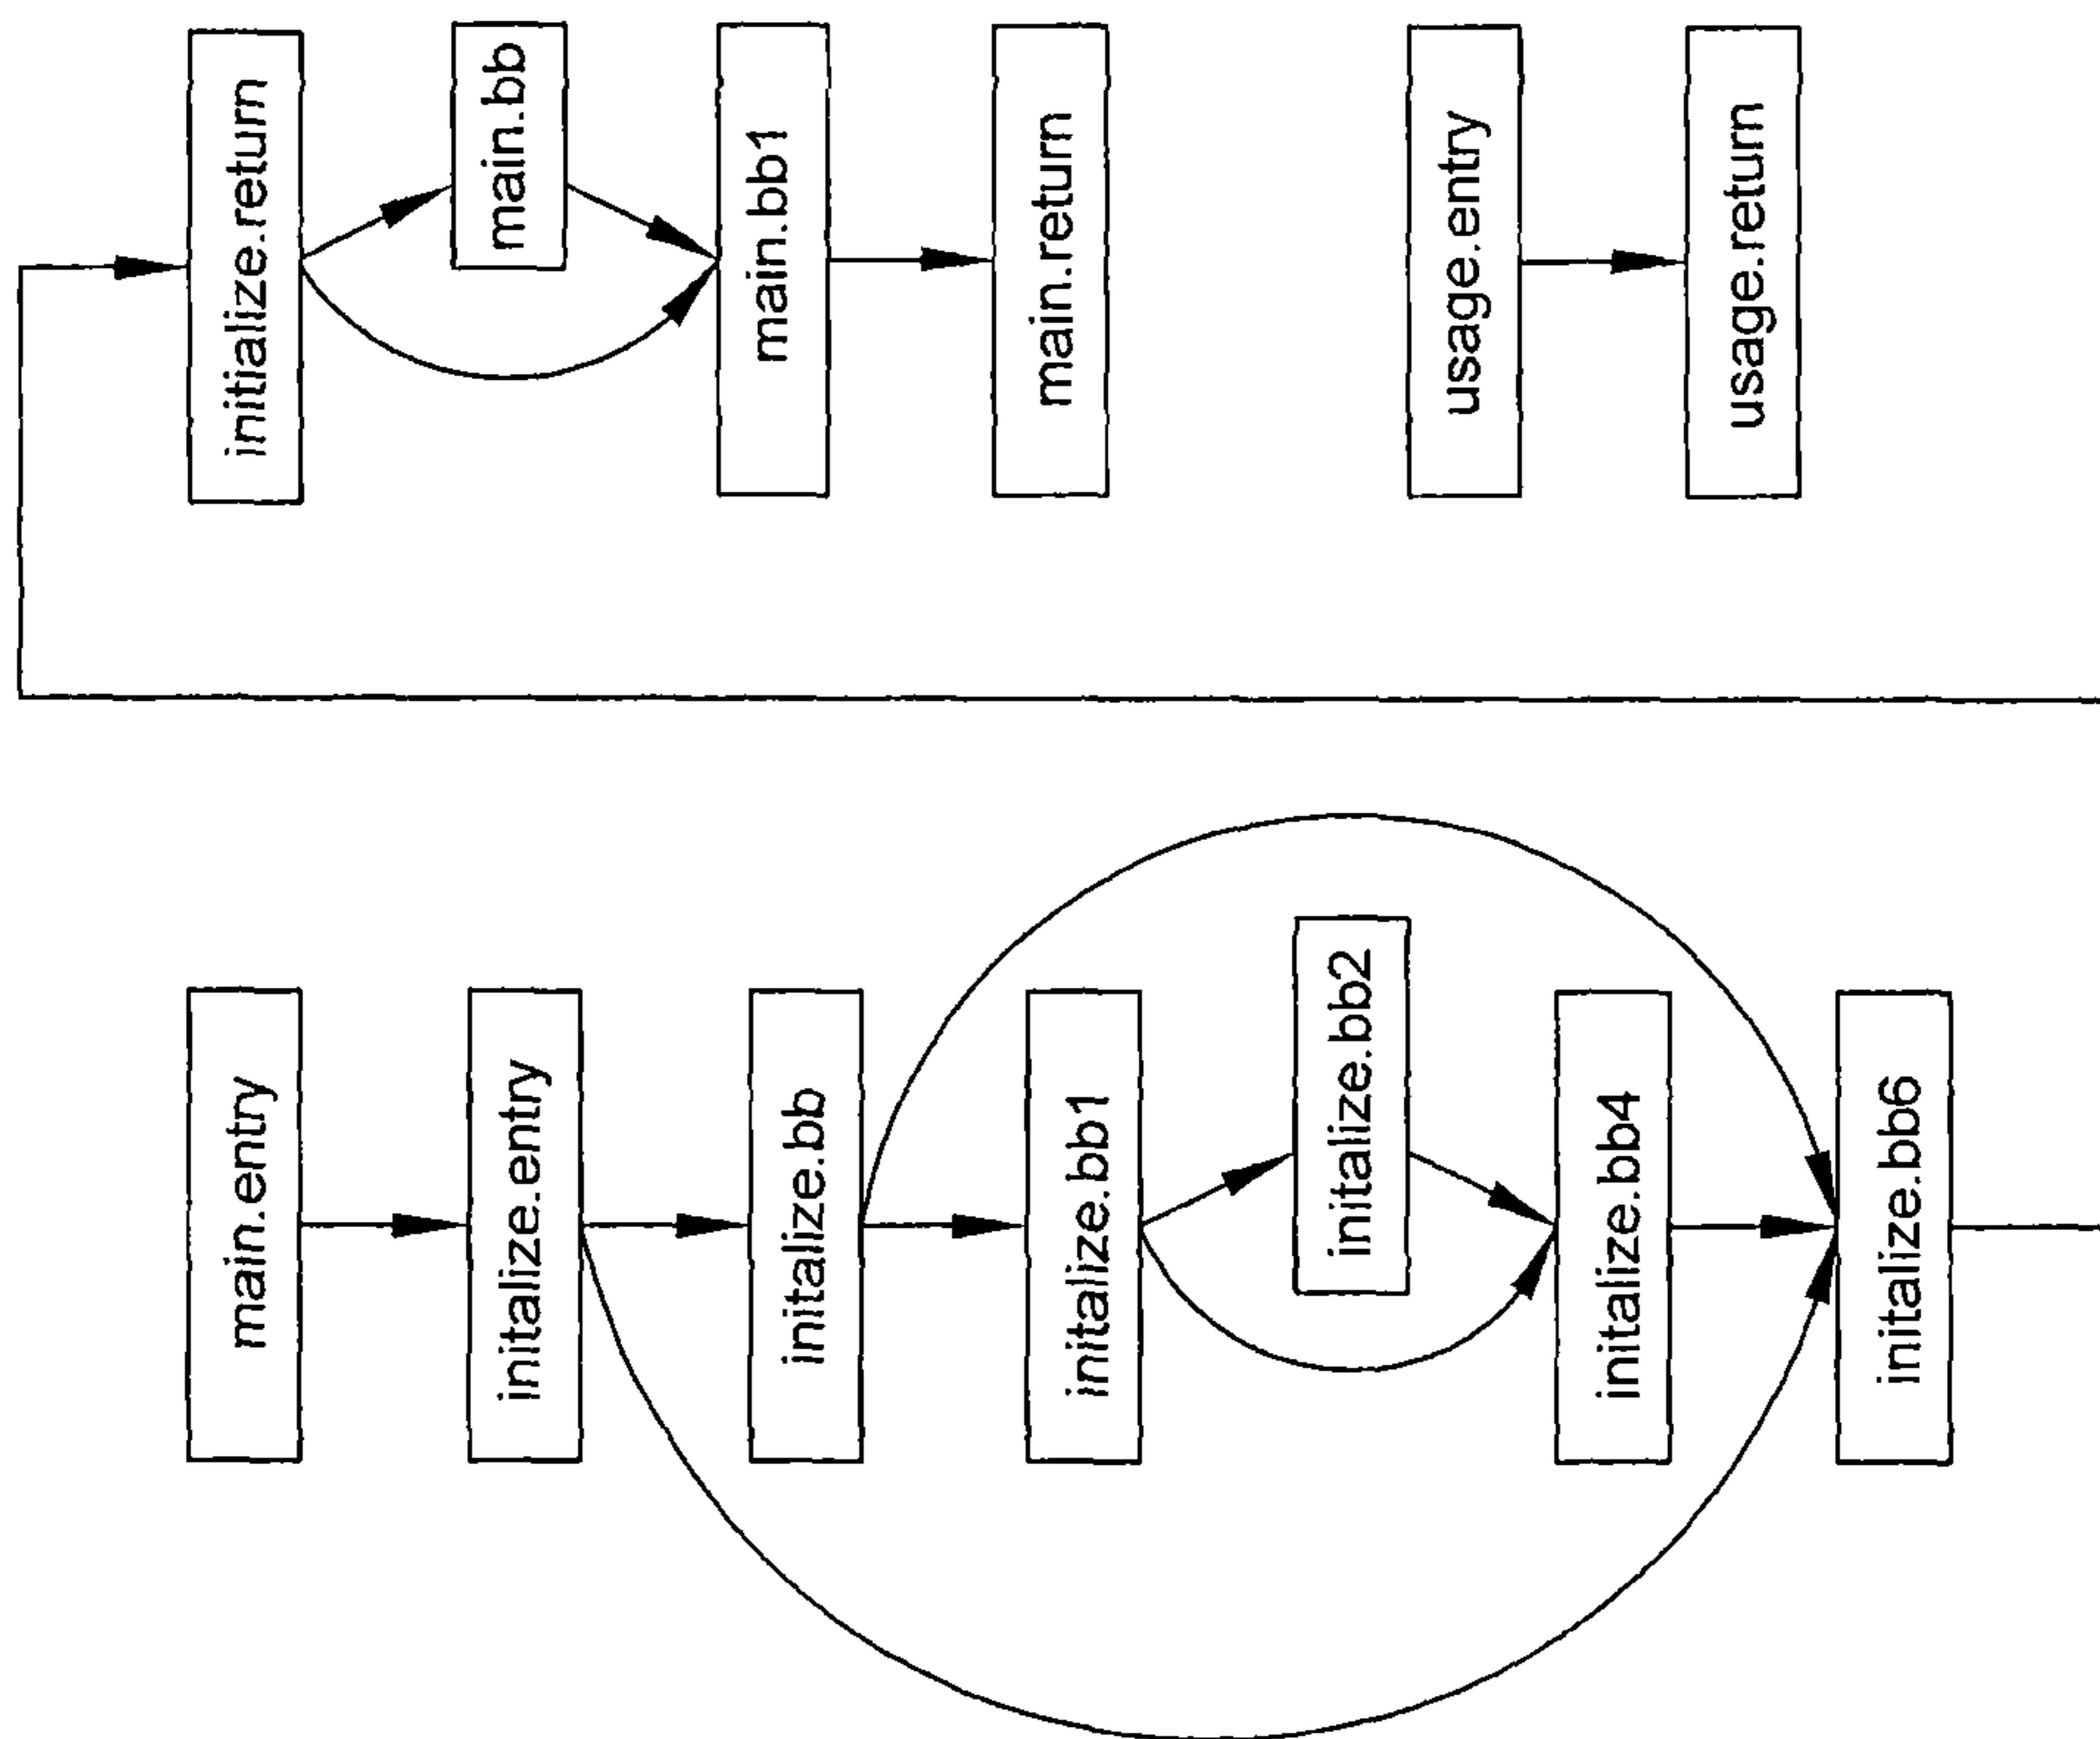 main.entry
initalize.entry
initalize.bb
initalize.bb1
initalize.bb2
initalize.bb4
initalize.bb6
initialize.return
main.bb
main.bb1
main.return
usage.entry
usage.return